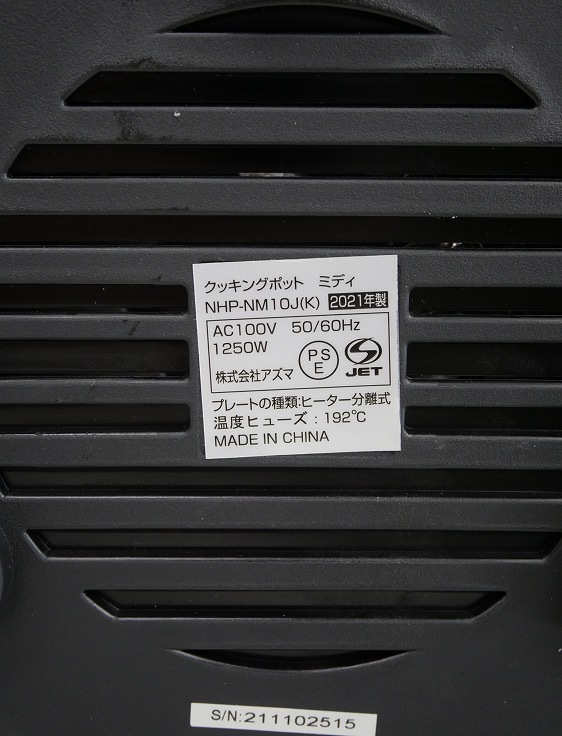 クッキングポット ミディ
NHP-NM10J(K) 2021年製
AC100V 50/60Hz
1250W
PS
E
JET
株式会社アズマ
プレートの種類:ヒーター分離式
温度ヒューズ : 192℃
MADE IN CHINA
S/N:211102515